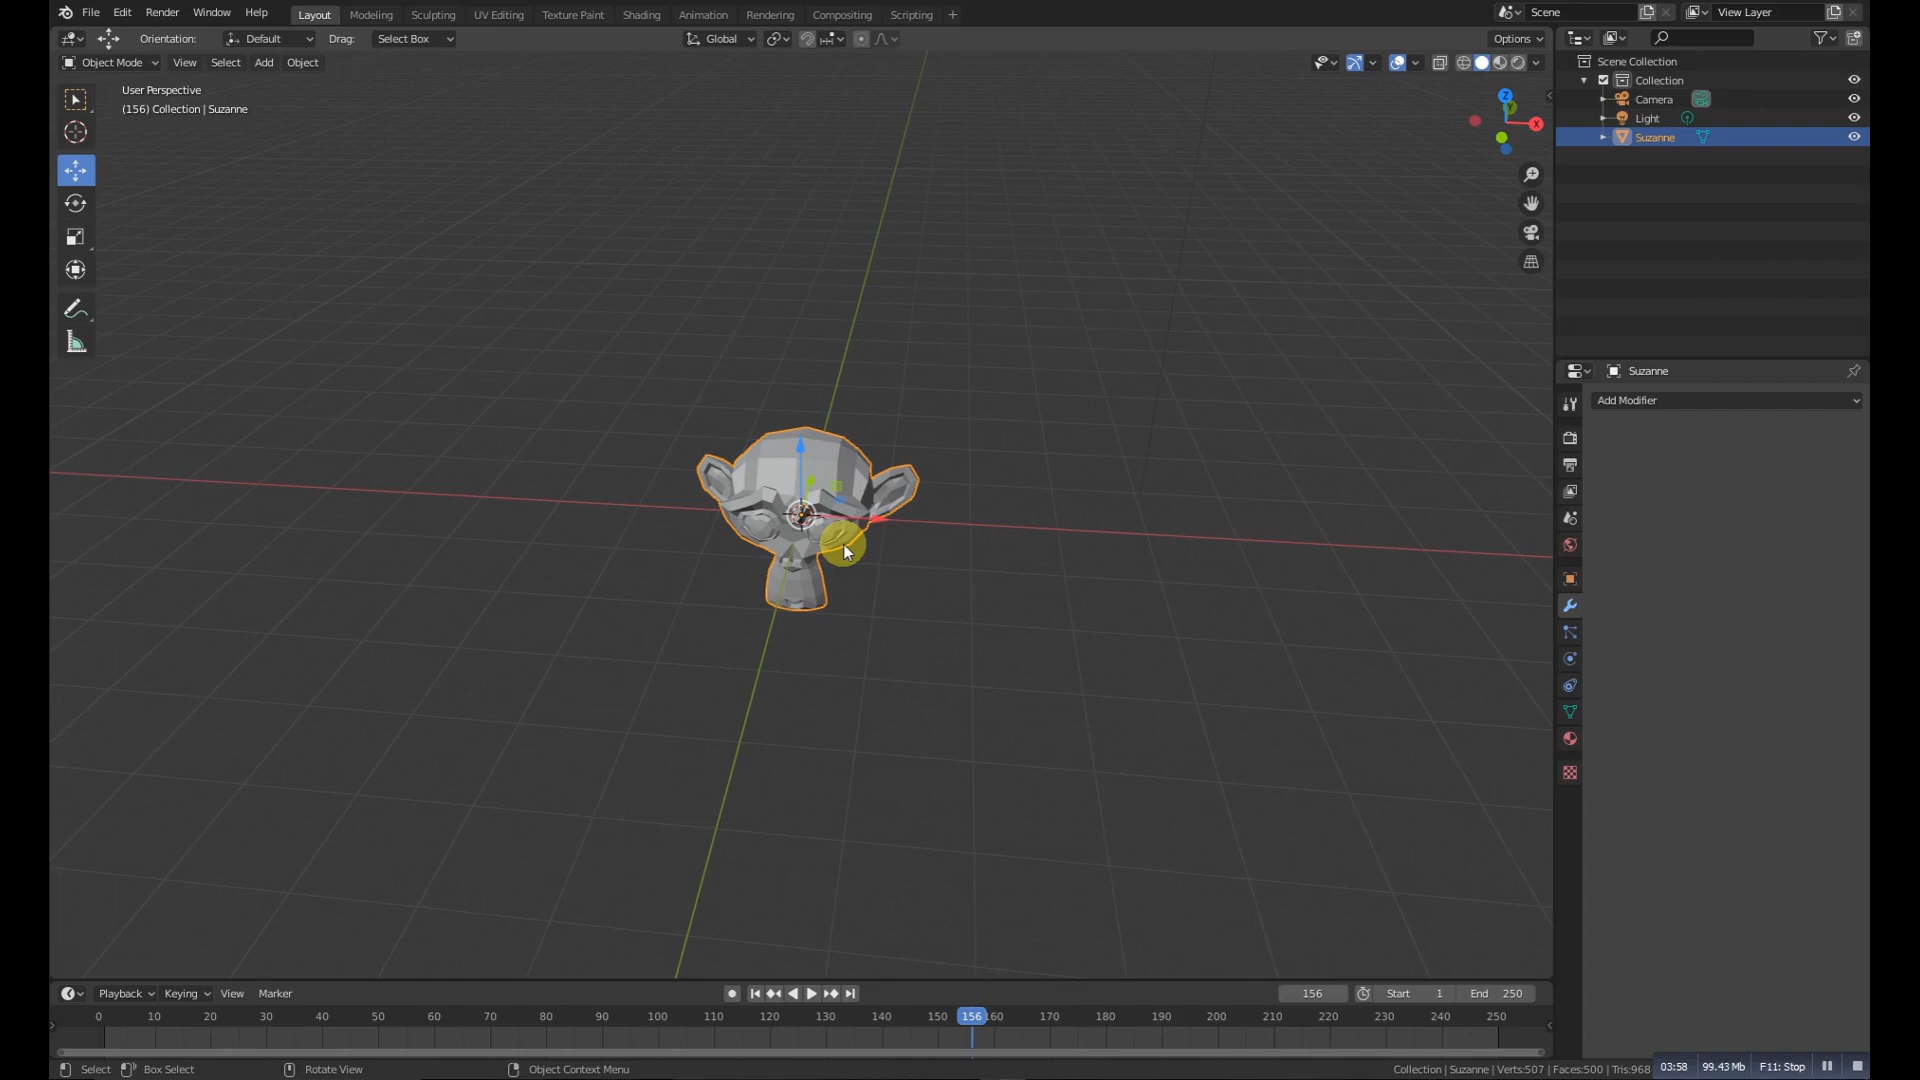 File Edit Render Window Help Layout Modeling Sculpting UV Editing Texture Paint Shading Animation Rendering Compositing Scripting + Scene View Layer
Orientation: Default Drag: Select Box Global Options
Object Mode View Select Add Object
User Perspective
(156) Collection | Suzanne
Z
Y
X
Scene Collection
Collection
Camera
Light
Suzanne
Suzanne
Add Modifier
Playback Keying View Marker 156 Start 1 End 250
0 10 20 30 40 50 60 70 80 90 100 110 120 130 140 150 156 160 170 180 190 200 210 220 230 240 250
Select Box Select Rotate View Object Context Menu Collection | Suzanne | Verts:507 | Faces:500 | Tris:968 03:58 99.43 Mb F11: Stop